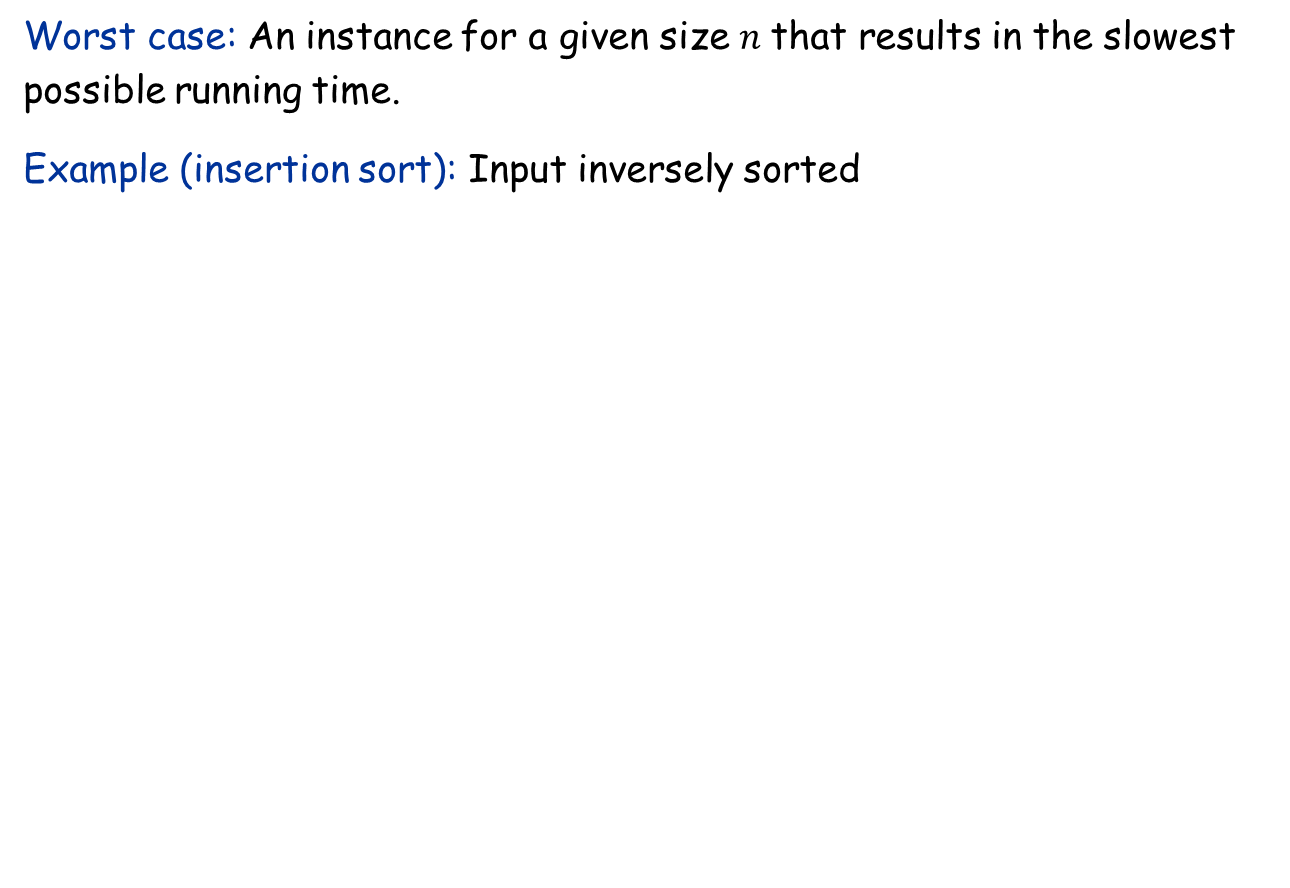 Worst case: An instance for a given size n that results in the slowest
possible running time.
Example (insertion sort): Input inversely sorted